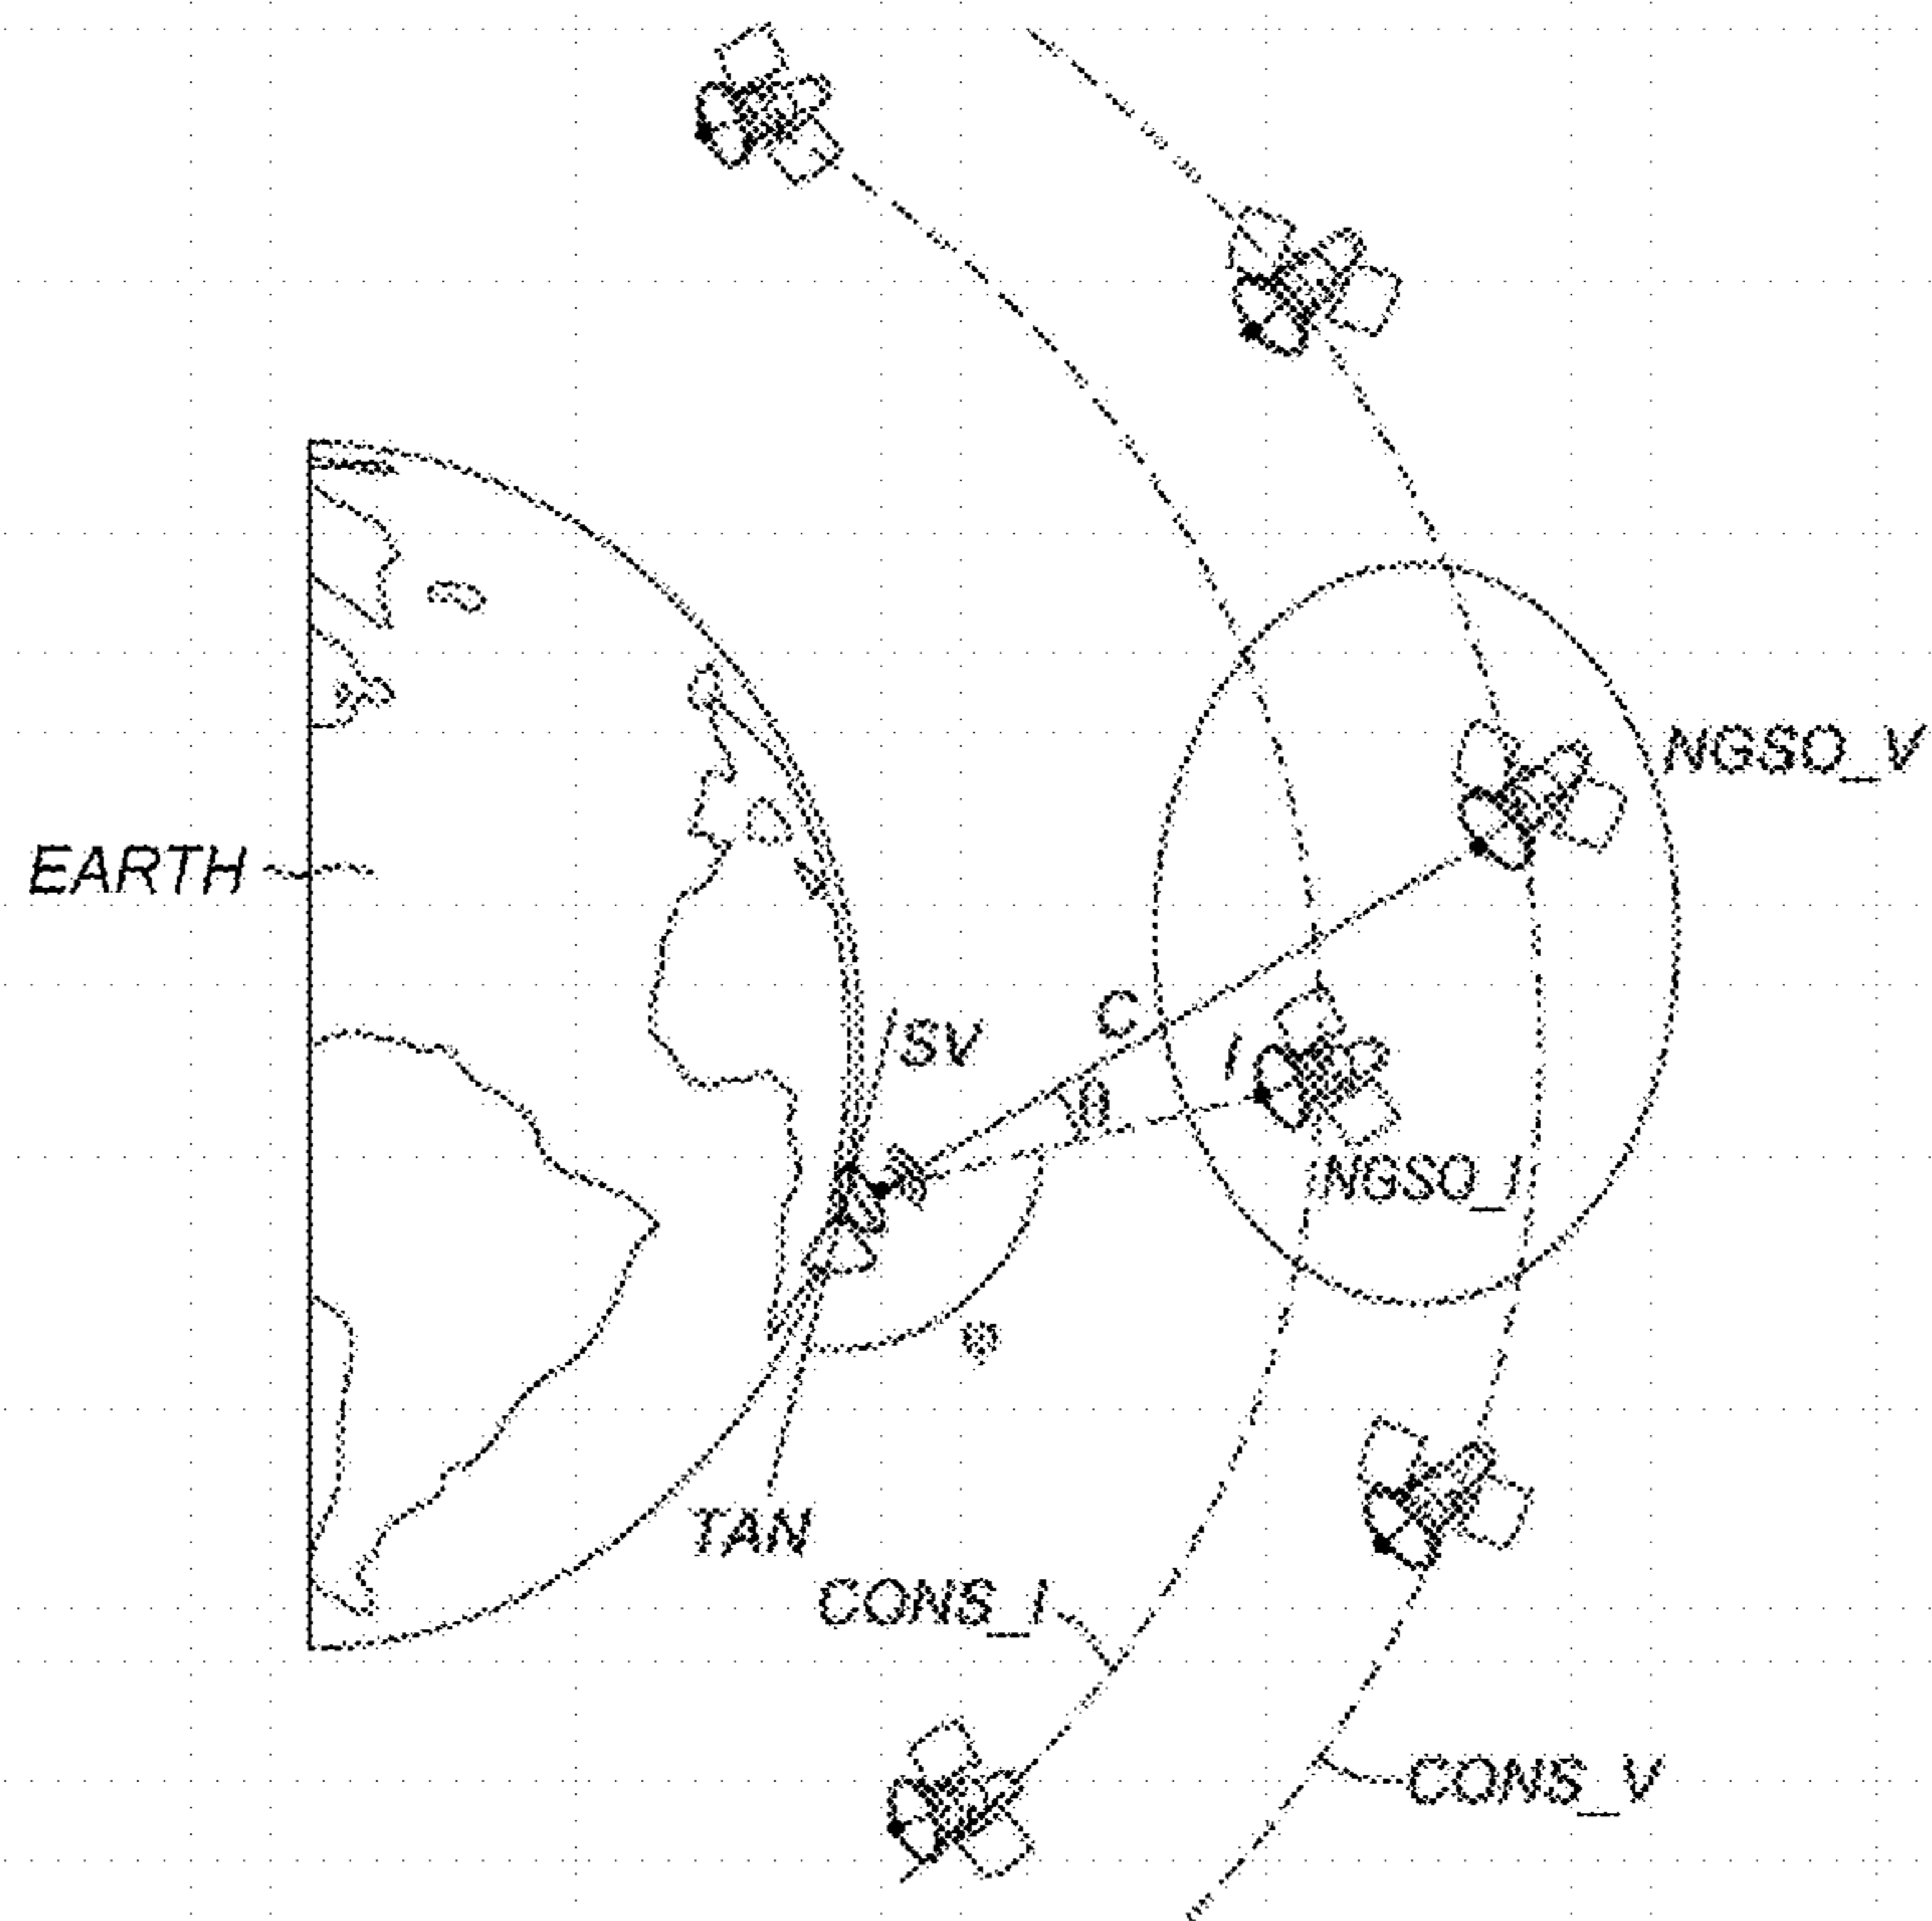 NGSO_V
EARTH
C
SV
θ
I
NGSO_I
TAN
CONS_I
CONS_V